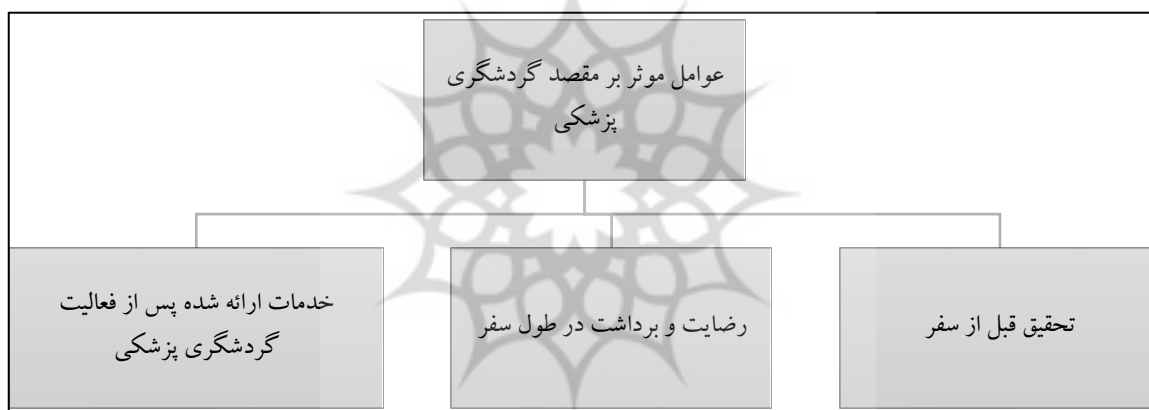 عوامل موثر بر مقصد گردشگری
پزشکی
تحقیق قبل از سفر
رضایت و برداشت در طول سفر
خدمات ارائه شده پس از فعالیت
گردشگری پزشکی